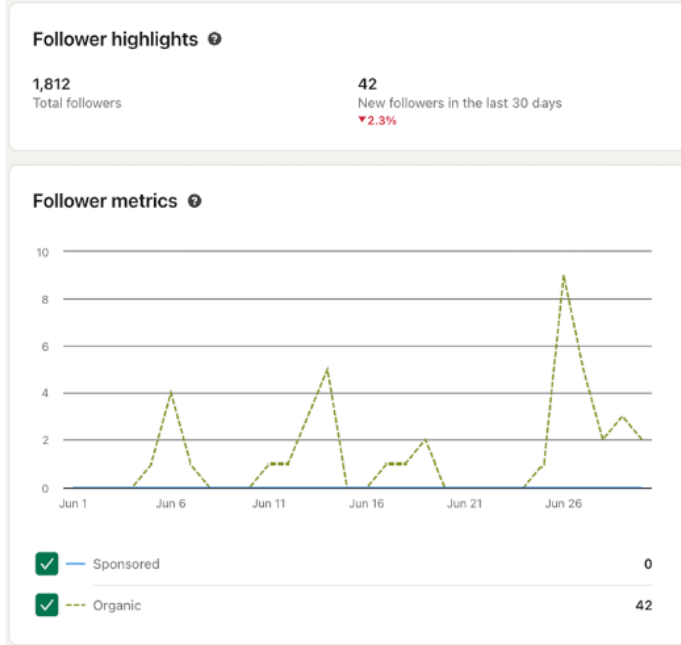 Follower highlights
1,812
Total followers
42
New followers in the last 30 days
▼2.3%
Follower metrics
10
8
6
4
2
0
Jun 1 Jun 6 Jun 11 Jun 16 Jun 21 Jun 26
Sponsored 0
Organic 42